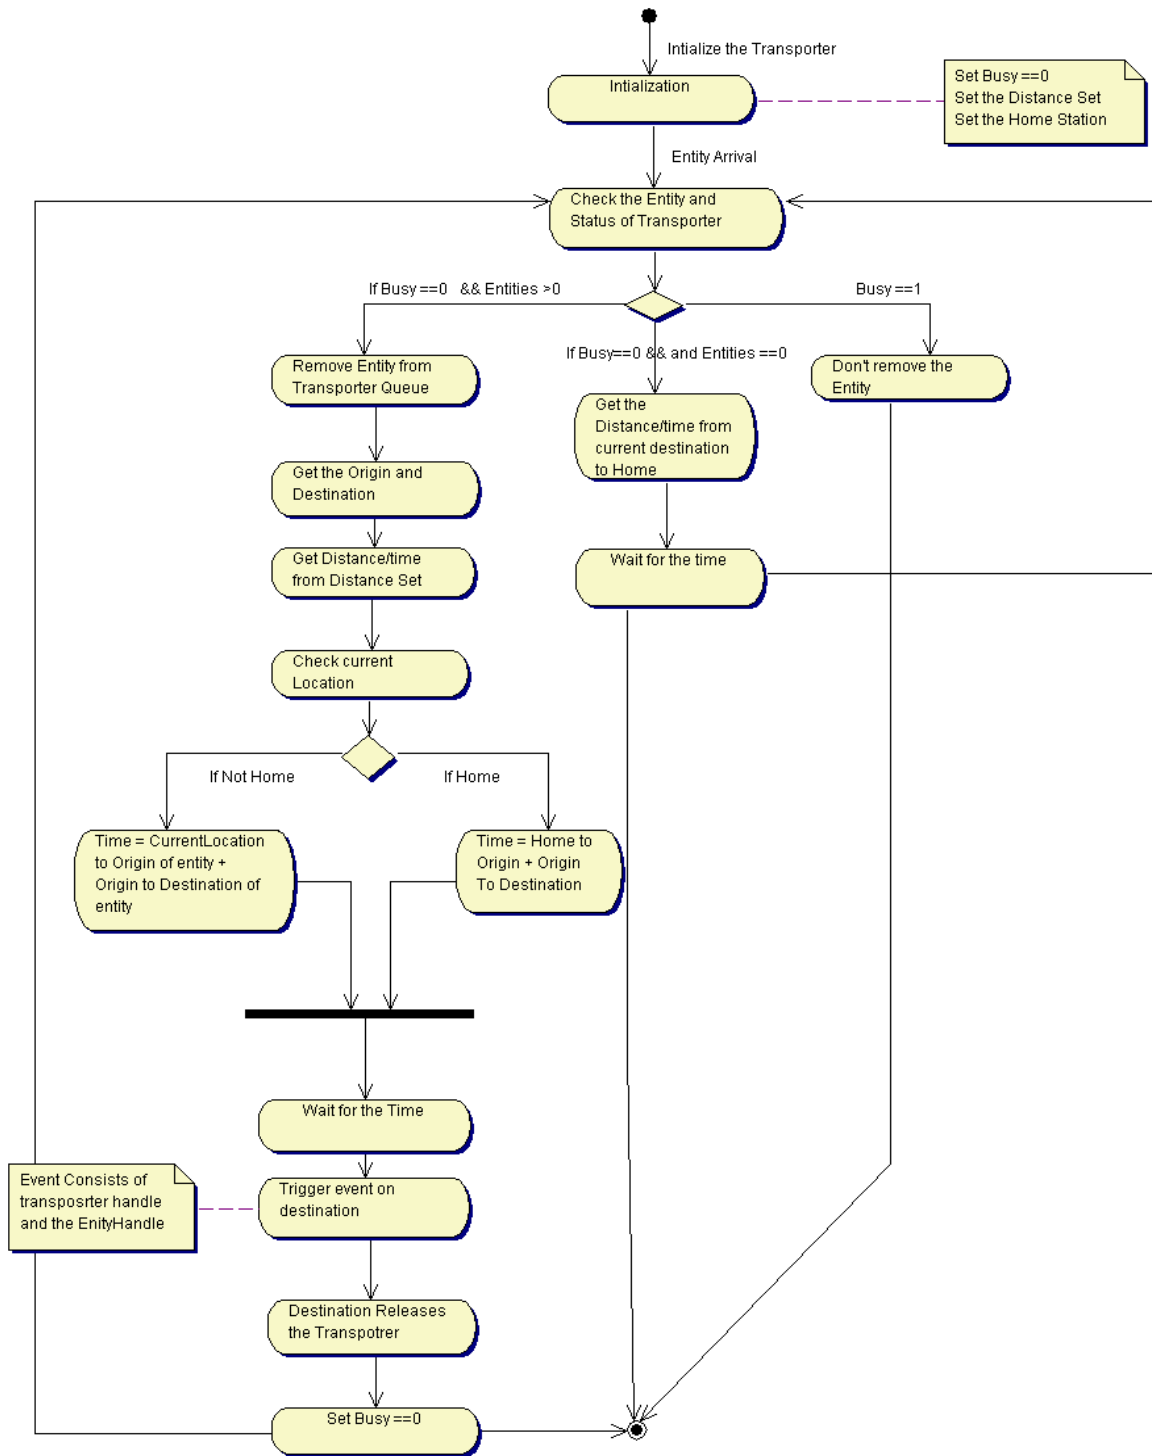 Intialize the Transporter
Intialization
Set Busy ==0
Set the Distance Set
Set the Home Station
Entity Arrival
Check the Entity and
Status of Transporter
If Busy ==0   && Entities >0
Busy ==1
If Busy==0 && and Entities ==0
Remove Entity from
Transporter Queue
Don't remove the
Entity
Get the
Distance/time from
current destination
to Home
Get the Origin and
Destination
Get Distance/time
from Distance Set
Wait for the time
Check current
Location
If Not Home
If Home
Time = CurrentLocation
to Origin of entity +
Origin to Destination of
entity
Time = Home to
Origin + Origin
To Destination
Wait for the Time
Event Consists of
transposrter handle
and the EnityHandle
Trigger event on
destination
Destination Releases
the Transpotrer
Set Busy ==0